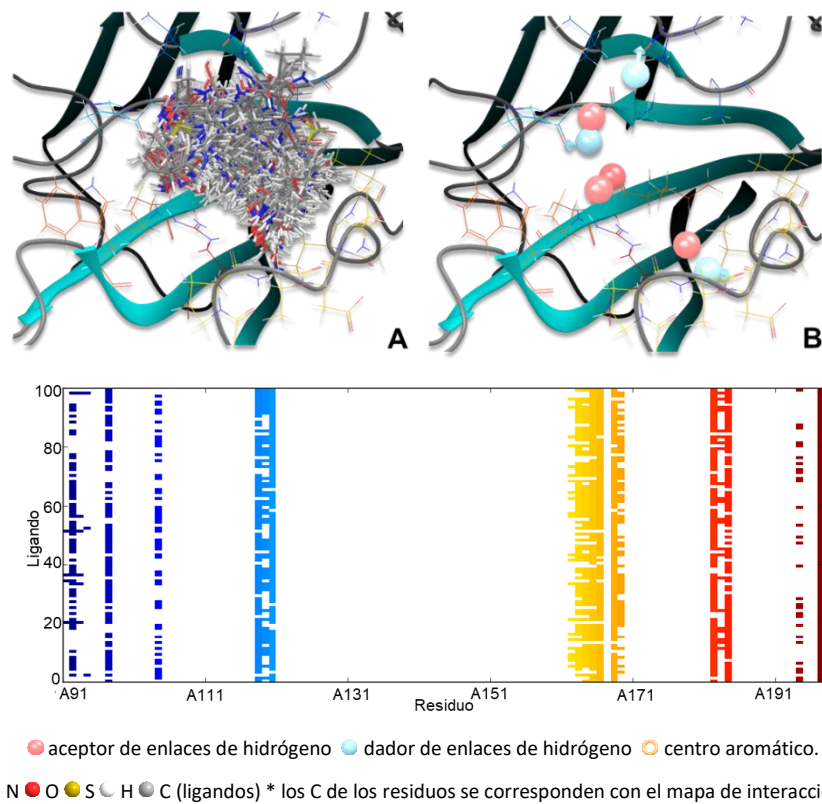 A B
100
80
60
40
20
0
Ligando
A91 A111 A131 A151 A171 A191
Residuo
aceptor de enlaces de hidrógeno dador de enlaces de hidrógeno centro aromático.
N O S H C (ligandos) * los C de los residuos se corresponden con el mapa de